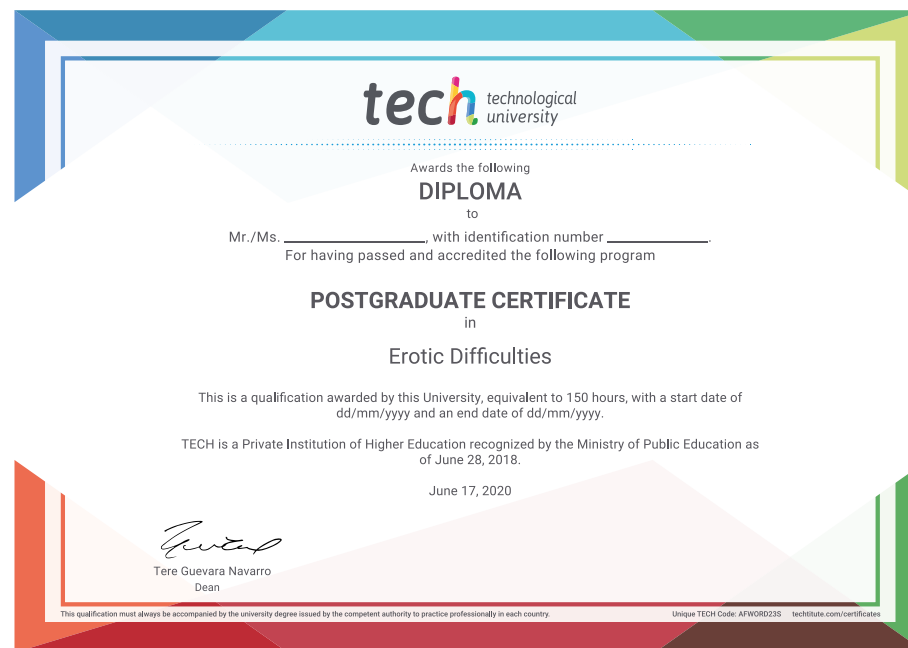 tech technological
university
Awards the following
DIPLOMA
to
Mr./Ms. ____________, with identification number ____________.
For having passed and accredited the following program
POSTGRADUATE CERTIFICATE
in
Erotic Difficulties
This is a qualification awarded by this University, equivalent to 150 hours, with a start date of
dd/mm/yyyy and an end date of dd/mm/yyyy.
TECH is a Private Institution of Higher Education recognized by the Ministry of Public Education as
of June 28, 2018.
June 17, 2020
Tere Guevara Navarro
Dean
This qualification must always be accompanied by the university degree issued by the competent authority to practice professionally in each country. Unique TECH Code: AFWORD23S techtitute.com/certificates